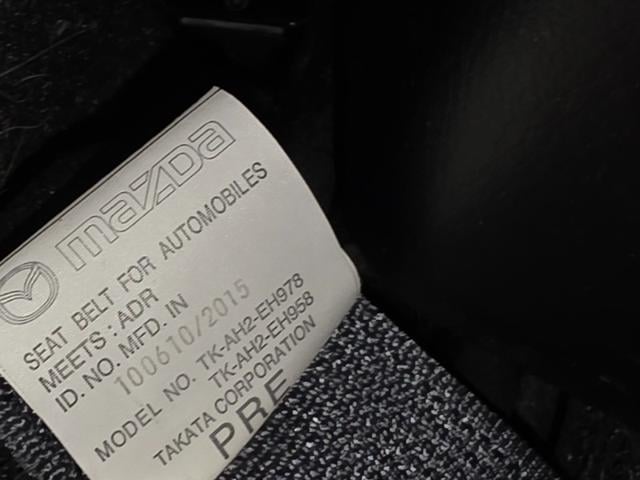 mazda
SEAT BELT FOR AUTOMOBILES
MEETS : ADR
ID. NO. MFD. IN
100610/2015
MODEL NO. TK-AH2-EH978
TK-AH2-EH958
TAKATA CORPORATION
PRE